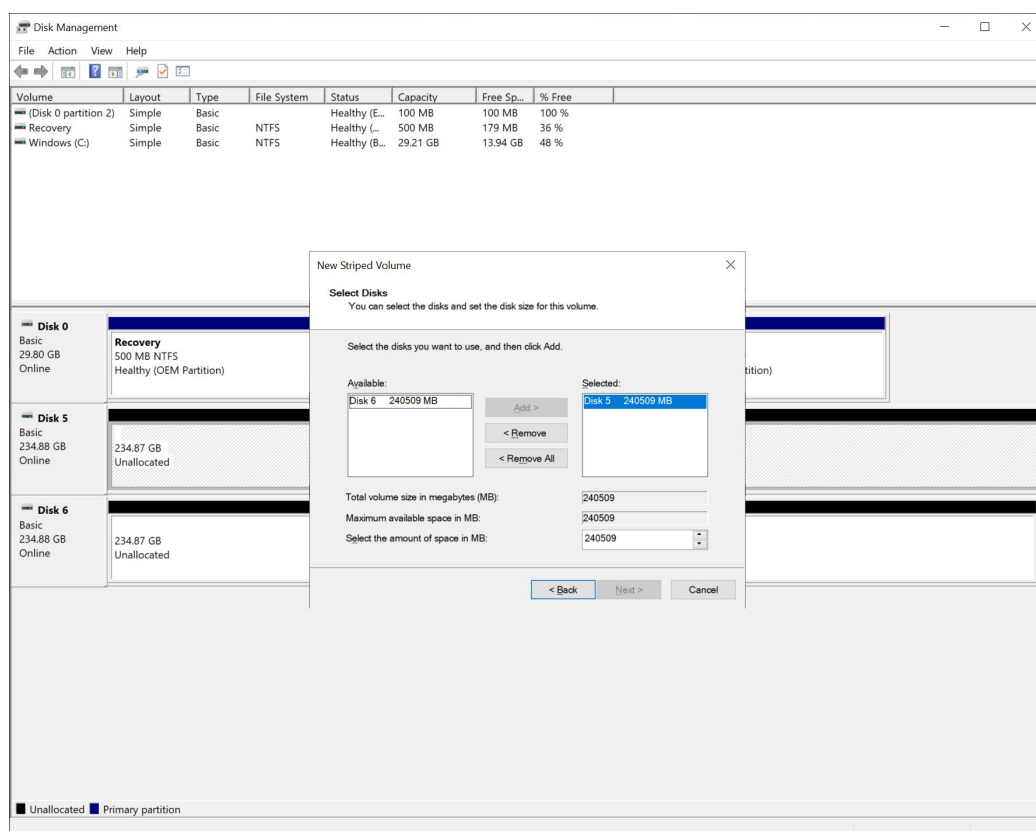 Disk Management
File Action View Help
Volume Layout Type File System Status Capacity Free Sp... % Free
(Disk 0 partition 2) Simple Basic Healthy (E... 100 MB 100 MB 100 %
Recovery Simple Basic NTFS Healthy (... 500 MB 179 MB 36 %
Windows (C:) Simple Basic NTFS Healthy (B... 29.21 GB 13.94 GB 48 %
New Striped Volume
Select Disks
You can select the disks and set the disk size for this volume.
Select the disks you want to use, and then click Add.
Available: Selected:
Disk 6 240509 MB Add > Disk 5 240509 MB
< Remove
< Remove All
Total volume size in megabytes (MB): 240509
Maximum available space in MB: 240509
Select the amount of space in MB: 240509
< Back Next > Cancel
Disk 0
Basic
29.80 GB
Online
Recovery
500 MB NTFS
Healthy (OEM Partition)
tition)
Disk 5
Basic
234.88 GB
Online
234.87 GB
Unallocated
Disk 6
Basic
234.88 GB
Online
234.87 GB
Unallocated
Unallocated Primary partition